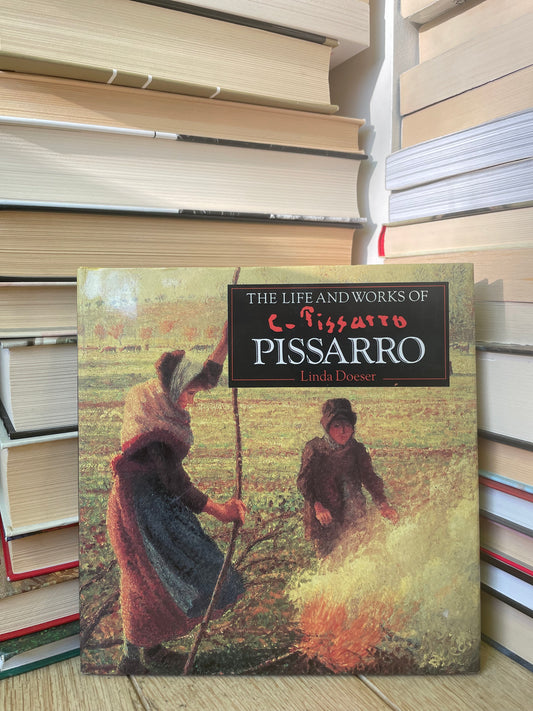 THE LIFE AND WORKS OF
C. Pissarro
PISSARRO
Linda Doeser